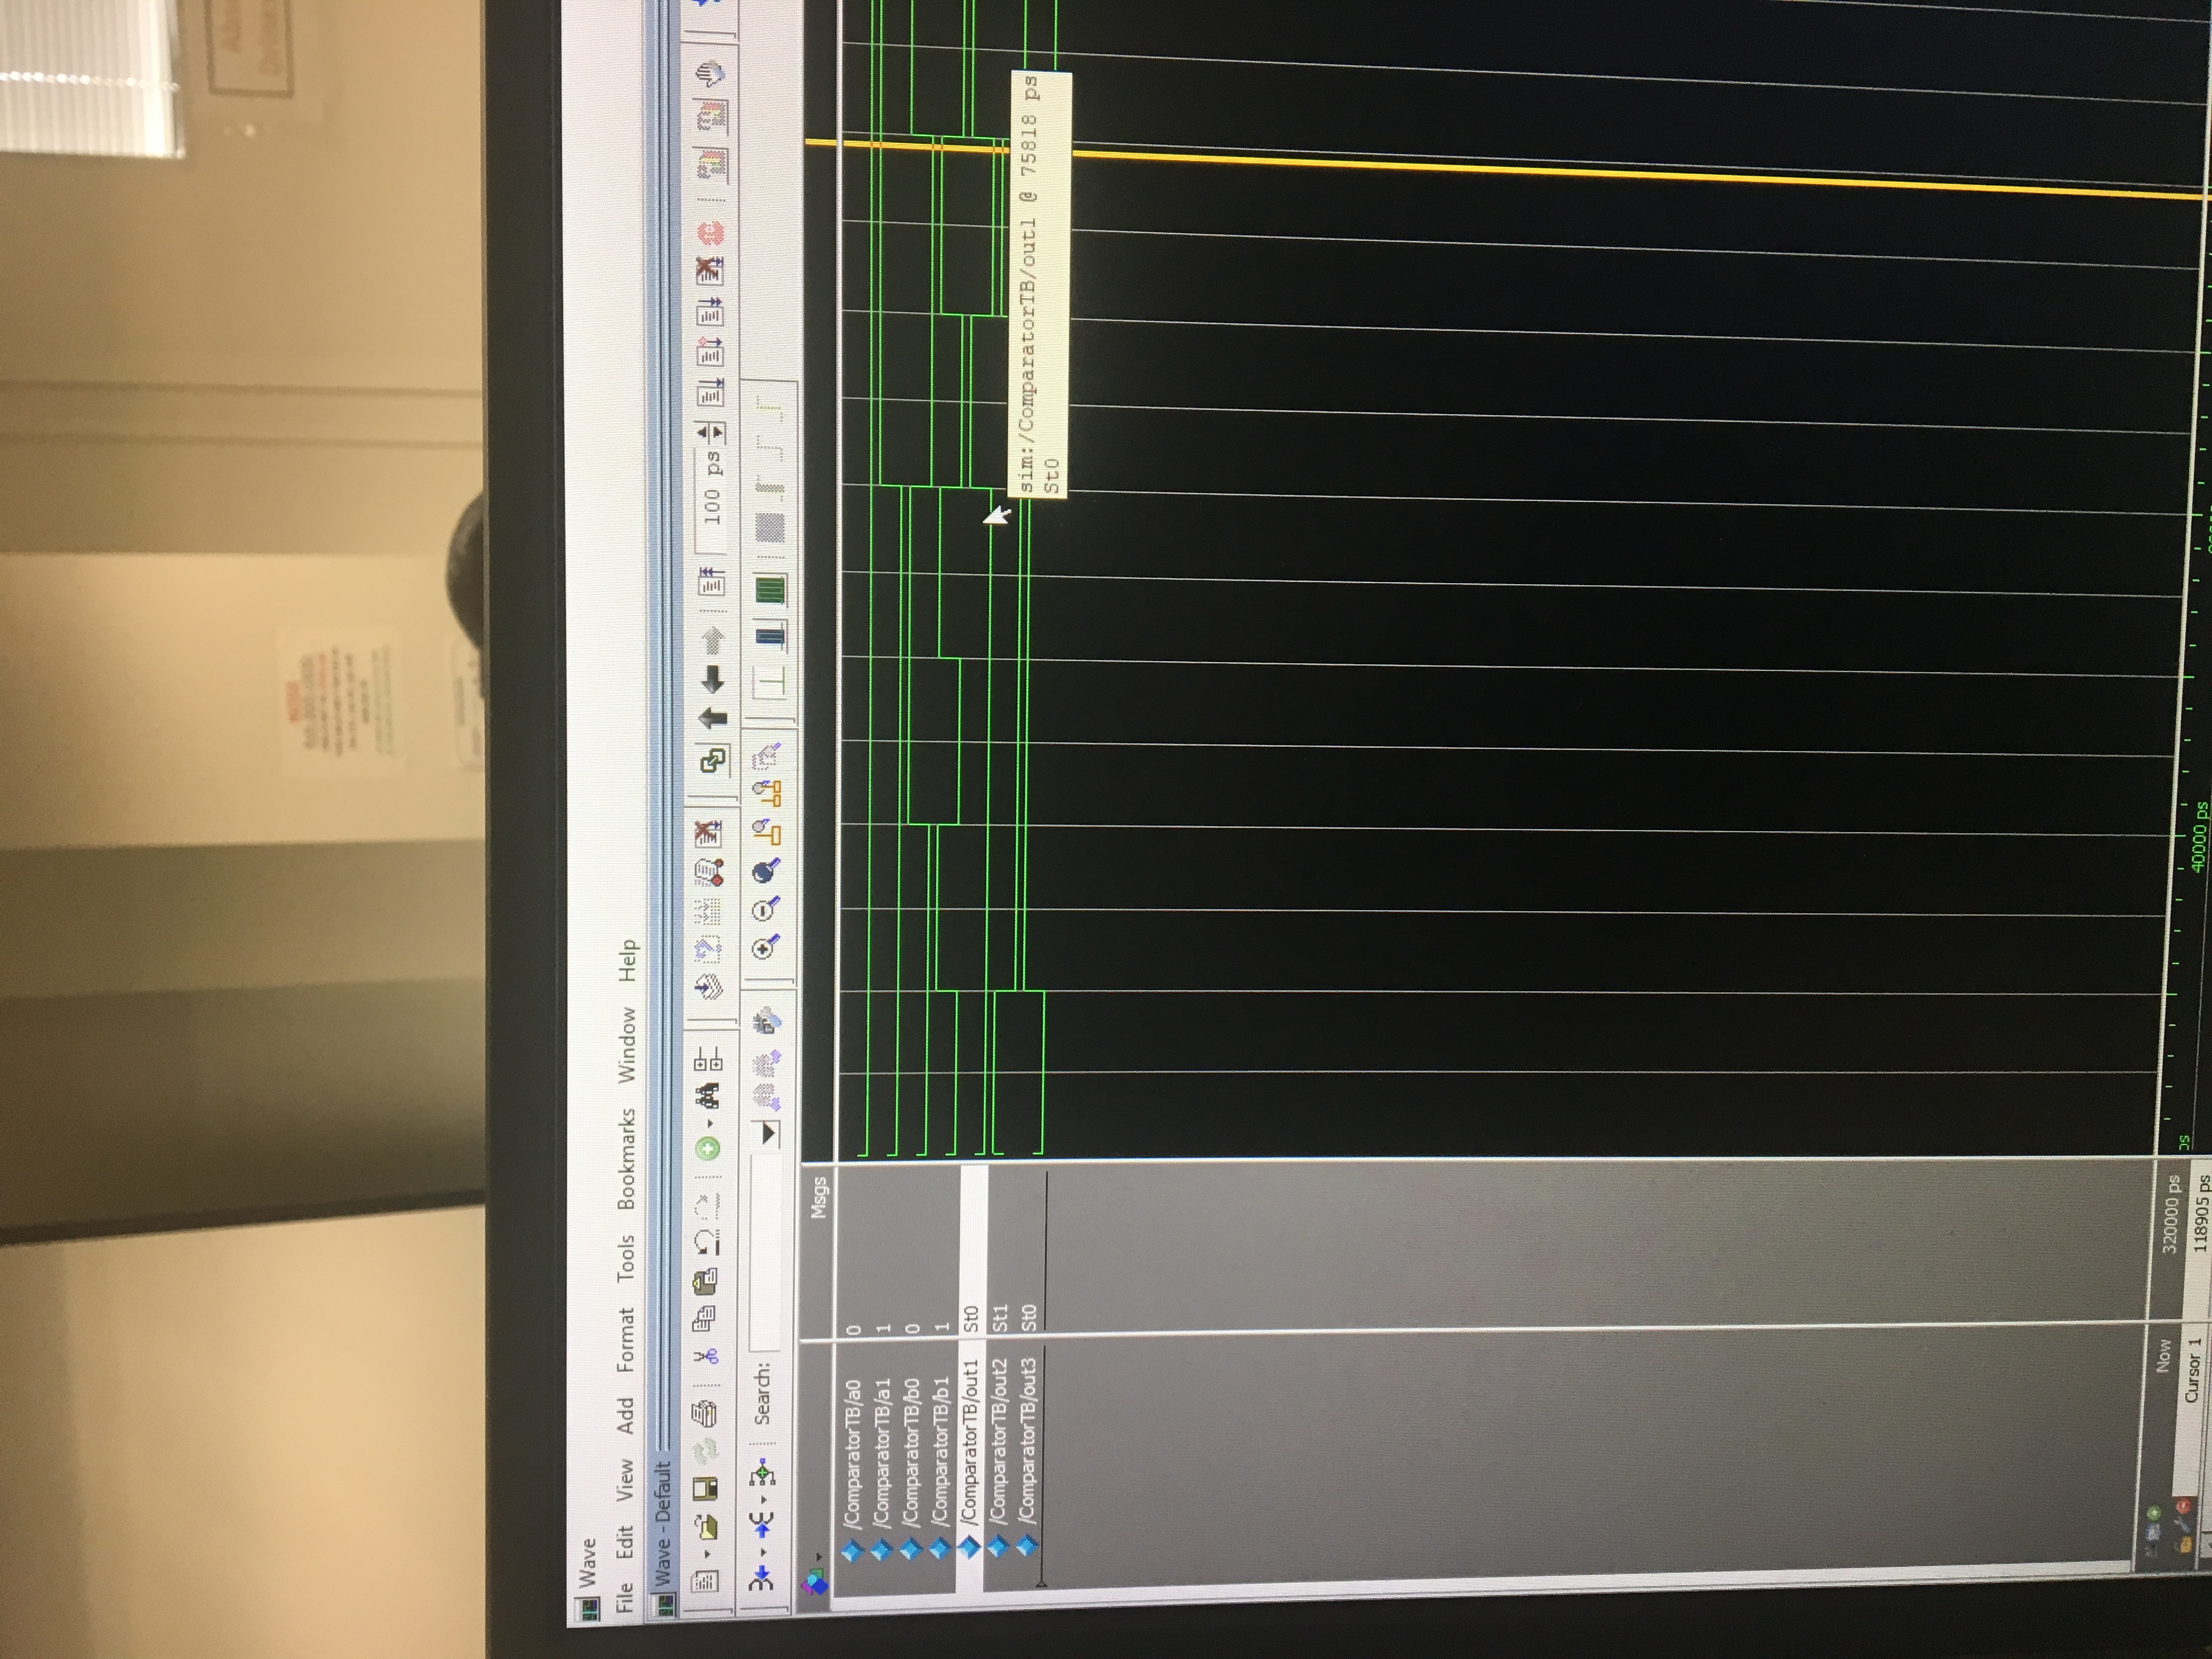 Wave
File Edit View Add Format Tools Bookmarks Window Help
Wave - Default
100 ps
Search:
Msgs
/ComparatorTB/a0 0
/ComparatorTB/a1 1
/ComparatorTB/b0 0
/ComparatorTB/b1 1
/ComparatorTB/out1 St0
/ComparatorTB/out2 St1
/ComparatorTB/out3 St0
sim:/ComparatorTB/out1 @ 75818 ps
St0
Now 320000 ps
ps
40000 ps
Cursor 1 118905 ps